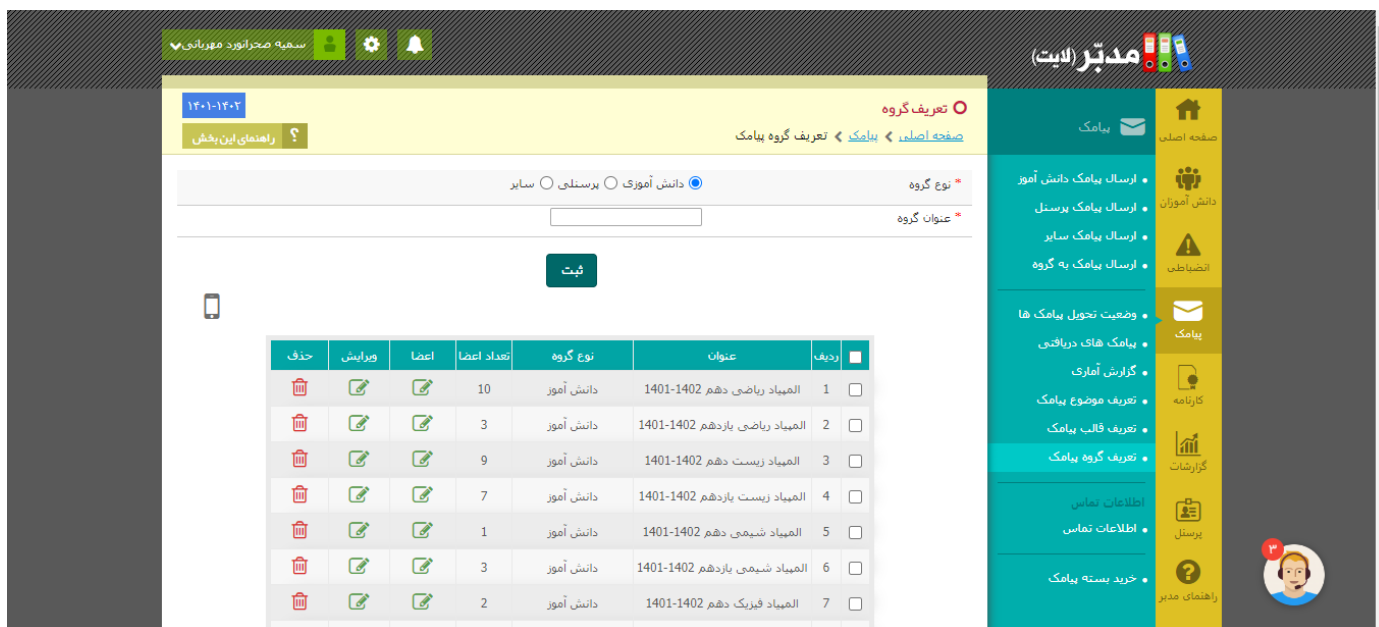 مدبّر (لایت)
سمیه صحرانورد مهربانی
صفحه اصلی
دانش آموزان
انضباطی
پیامک
کارنامه
گزارشات
پرسنل
راهنمای مدبر
پیامک
ارسال پیامک دانش آموز
ارسال پیامک پرسنل
ارسال پیامک سایر
ارسال پیامک به گروه
وضعیت تحویل پیامک ها
پیامک های دریافتی
گزارش آماری
تعریف موضوع پیامک
تعریف قالب پیامک
تعریف گروه پیامک
اطلاعات تماس
اطلاعات تماس
خرید بسته پیامک
تعریف گروه
۱۴۰۱-۱۴۰۲
صفحه اصلی ❯ پیامک ❯ تعریف گروه پیامک
؟ راهنمای این بخش
* نوع گروه دانش آموزی پرسنلی سایر
* عنوان گروه
ثبت
ردیف عنوان نوع گروه تعداد اعضا اعضا ویرایش حذف
1 المپیاد ریاضی دهم 1402-1401 دانش آموز 10
2 المپیاد ریاضی یازدهم 1402-1401 دانش آموز 3
3 المپیاد زیست دهم 1402-1401 دانش آموز 9
4 المپیاد زیست یازدهم 1402-1401 دانش آموز 7
5 المپیاد شیمی دهم 1402-1401 دانش آموز 1
6 المپیاد شیمی یازدهم 1402-1401 دانش آموز 3
7 المپیاد فیزیک دهم 1402-1401 دانش آموز 2
۳